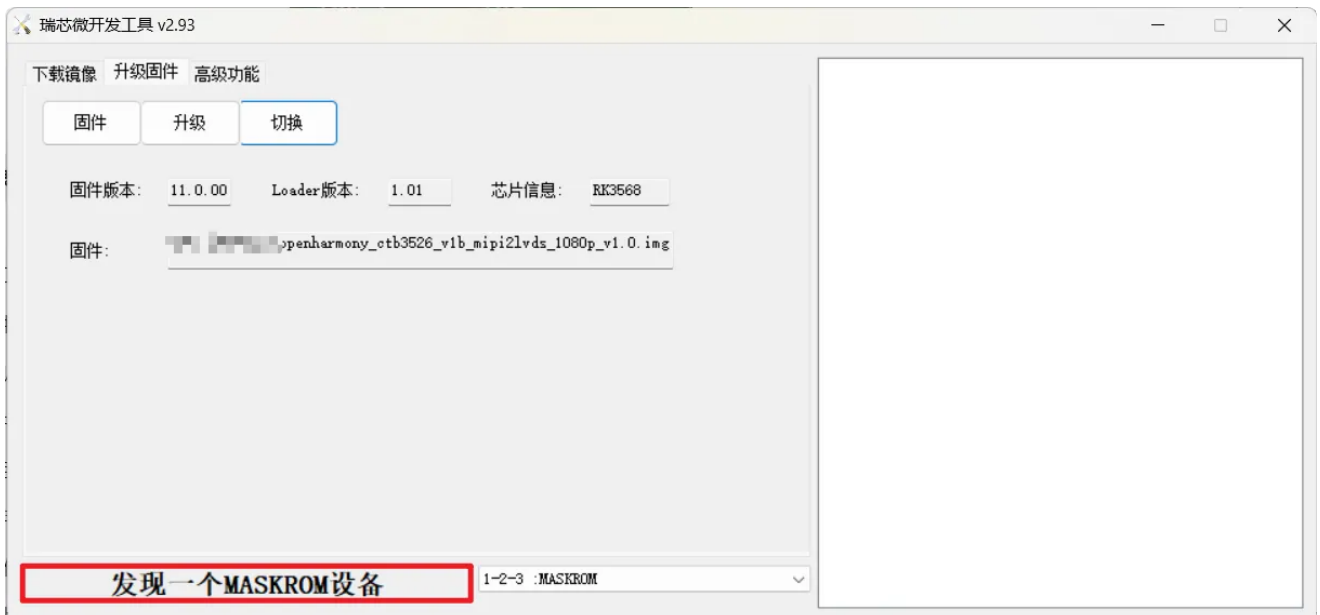 瑞芯微开发工具 v2.93
下载镜像 升级固件 高级功能
固件 升级 切换
固件版本: 11.0.00 Loader版本: 1.01 芯片信息: RK3568
固件: openharmony_ctb3526_v1b_mipi2lvds_1080p_v1.0.img
发现一个MASKROM设备 1-2-3 :MASKROM